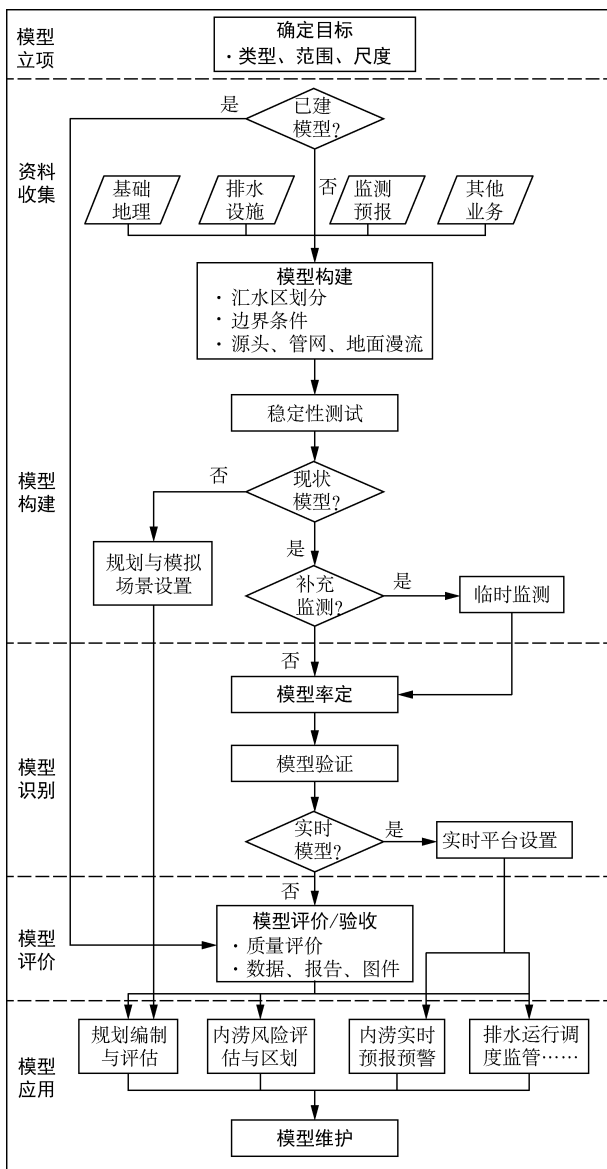 模型
立项
确定目标
·类型、范围、尺度
是
已建
模型?
资料
收集
否
基础
地理
排水
设施
监测
预报
其他
业务
模型构建
·汇水区划分
·边界条件
·源头、管网、地面漫流
稳定性测试
模型
构建
否
现状
模型?
规划与模拟
场景设置
是
补充
监测?
是
临时监测
否
模型率定
模型
识别
模型验证
实时
模型?
是
实时平台设置
否
模型
评价
模型评价/验收
·质量评价
·数据、报告、图件
模型
应用
规划编制
与评估
内涝风险评
估与区划
内涝实时
预报预警
排水运行调
度监管……
模型维护